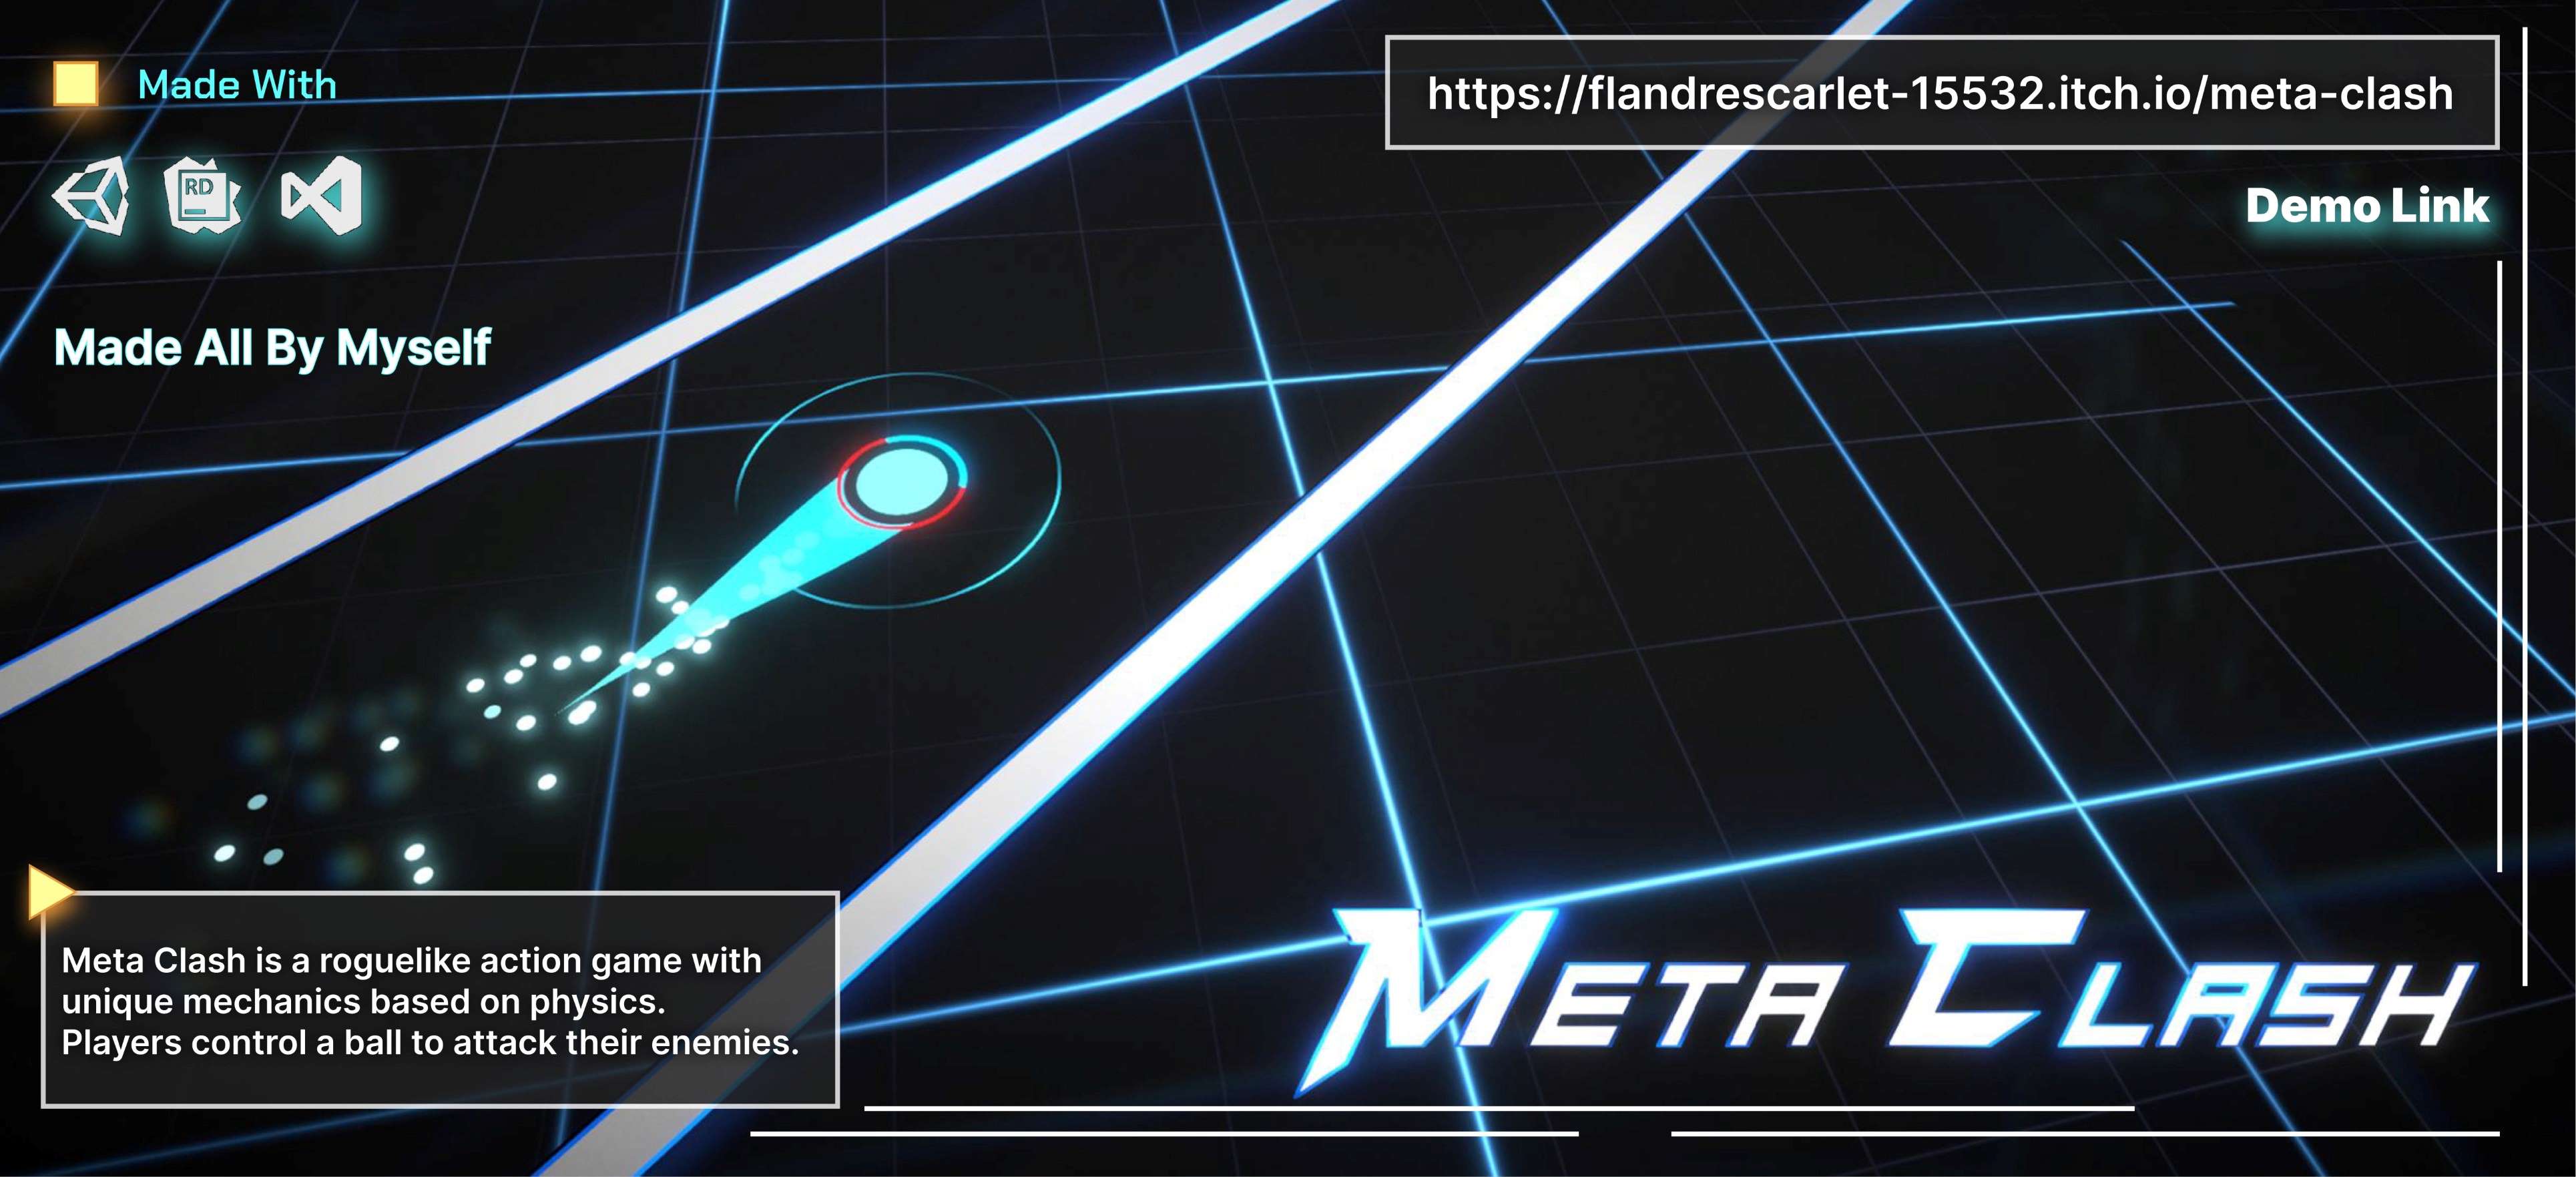 Made With
RD
Made All By Myself
https://flandrescarlet-15532.itch.io/meta-clash
Demo Link
Meta Clash is a roguelike action game with
unique mechanics based on physics.
Players control a ball to attack their enemies.
META CLASH